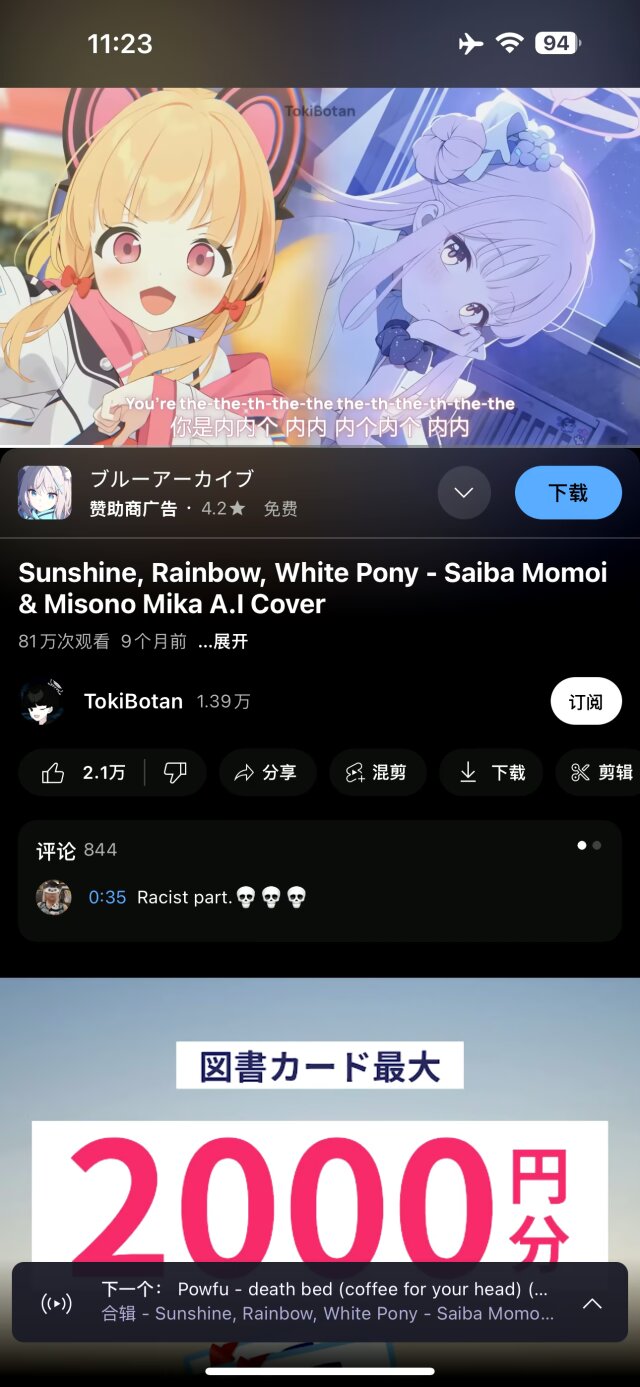 11:23
94
TokiBotan
You're the-the-th-the-the the-th-the-th-the-the
你是内内个 内内 内个内个 内内
ブルーアーカイブ
赞助商广告 · 4.2★ 免费
下载
Sunshine, Rainbow, White Pony - Saiba Momoi
& Misono Mika A.I Cover
81万次观看 9个月前 ...展开
TokiBotan 1.39万
订阅
2.1万
分享
混剪
下载
剪辑
评论 844
0:35 Racist part.💀💀💀
図書カード最大
2000円分
下一个： Powfu - death bed (coffee for your head) (...
合辑 - Sunshine, Rainbow, White Pony - Saiba Momo...